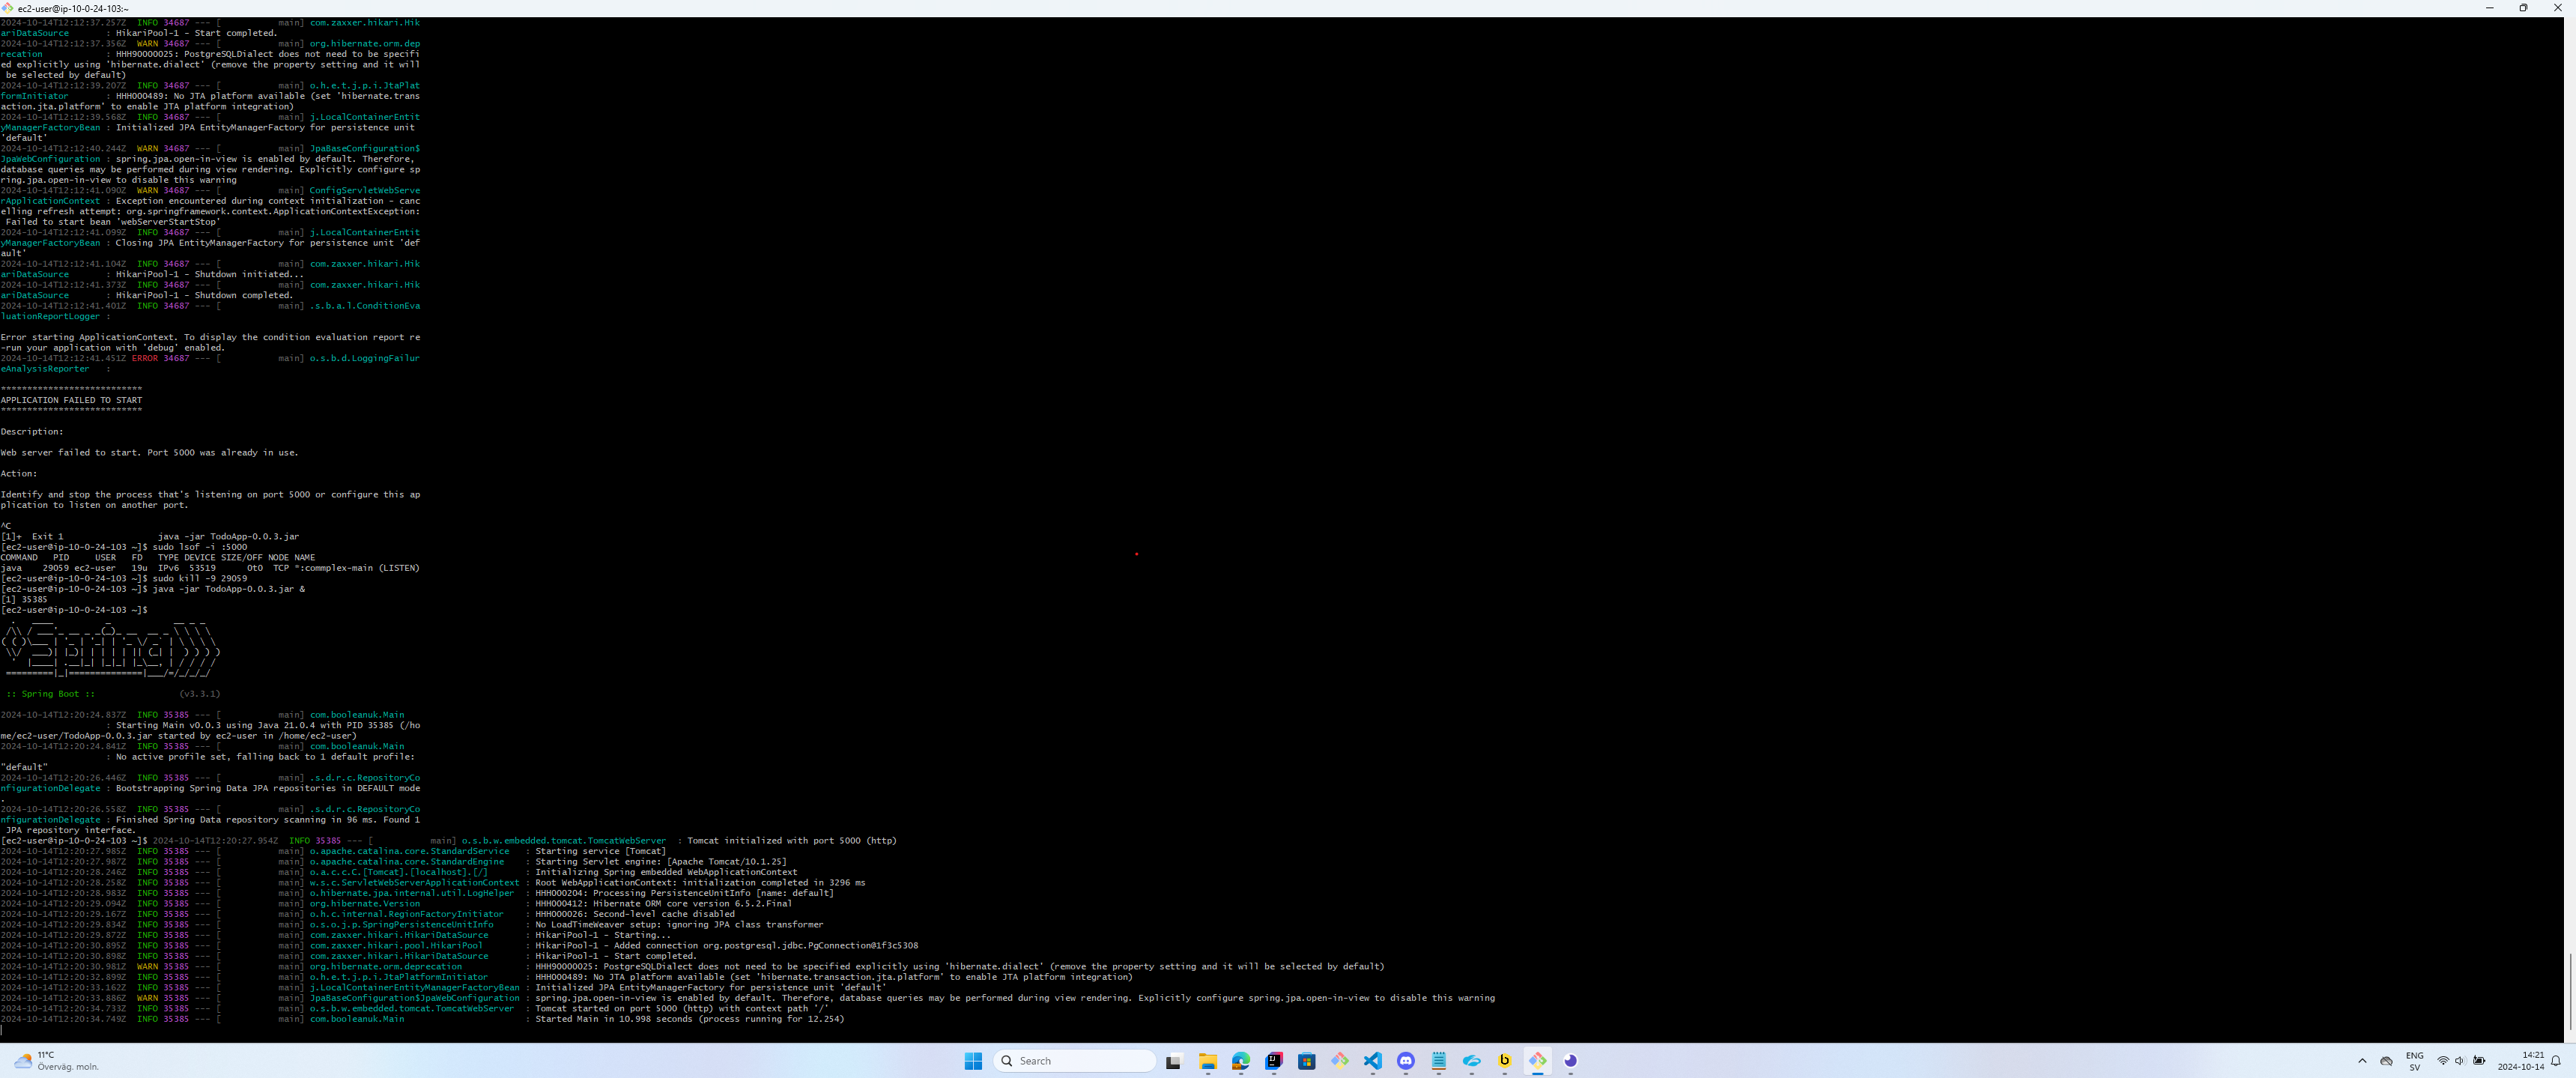 ec2-user@ip-10-0-24-103:~
2024-10-14T12:12:37.257Z  INFO 34687 --- [           main] com.zaxxer.hikari.Hik
ariDataSource       : HikariPool-1 - Start completed.
2024-10-14T12:12:37.356Z  WARN 34687 --- [           main] org.hibernate.orm.dep
recation            : HHH90000025: PostgreSQLDialect does not need to be specifi
ed explicitly using 'hibernate.dialect' (remove the property setting and it will
 be selected by default)
2024-10-14T12:12:39.207Z  INFO 34687 --- [           main] o.h.e.t.j.p.i.JtaPlat
formInitiator       : HHH000489: No JTA platform available (set 'hibernate.trans
action.jta.platform' to enable JTA platform integration)
2024-10-14T12:12:39.568Z  INFO 34687 --- [           main] j.LocalContainerEntit
yManagerFactoryBean : Initialized JPA EntityManagerFactory for persistence unit
'default'
2024-10-14T12:12:40.244Z  WARN 34687 --- [           main] JpaBaseConfiguration$
JpaWebConfiguration : spring.jpa.open-in-view is enabled by default. Therefore,
database queries may be performed during view rendering. Explicitly configure sp
ring.jpa.open-in-view to disable this warning
2024-10-14T12:12:41.090Z  WARN 34687 --- [           main] ConfigServletWebServe
rApplicationContext : Exception encountered during context initialization - canc
elling refresh attempt: org.springframework.context.ApplicationContextException:
 Failed to start bean 'webServerStartStop'
2024-10-14T12:12:41.099Z  INFO 34687 --- [           main] j.LocalContainerEntit
yManagerFactoryBean : Closing JPA EntityManagerFactory for persistence unit 'def
ault'
2024-10-14T12:12:41.104Z  INFO 34687 --- [           main] com.zaxxer.hikari.Hik
ariDataSource       : HikariPool-1 - Shutdown initiated...
2024-10-14T12:12:41.373Z  INFO 34687 --- [           main] com.zaxxer.hikari.Hik
ariDataSource       : HikariPool-1 - Shutdown completed.
2024-10-14T12:12:41.401Z  INFO 34687 --- [           main] .s.b.a.l.ConditionEva
luationReportLogger :
Error starting ApplicationContext. To display the condition evaluation report re
-run your application with 'debug' enabled.
2024-10-14T12:12:41.451Z ERROR 34687 --- [           main] o.s.b.d.LoggingFailur
eAnalysisReporter   :
***************************
APPLICATION FAILED TO START
***************************
Description:
Web server failed to start. Port 5000 was already in use.
Action:
Identify and stop the process that's listening on port 5000 or configure this ap
plication to listen on another port.
^C
[1]+  Exit 1                  java -jar TodoApp-0.0.3.jar
[ec2-user@ip-10-0-24-103 ~]$ sudo lsof -i :5000
COMMAND   PID     USER   FD   TYPE DEVICE SIZE/OFF NODE NAME
java    29059 ec2-user   19u  IPv6  53519      0t0  TCP *:commplex-main (LISTEN)
[ec2-user@ip-10-0-24-103 ~]$ sudo kill -9 29059
[ec2-user@ip-10-0-24-103 ~]$ java -jar TodoApp-0.0.3.jar &
[1] 35385
[ec2-user@ip-10-0-24-103 ~]$
:: Spring Boot ::                (v3.3.1)
2024-10-14T12:20:24.837Z  INFO 35385 --- [           main] com.booleanuk.Main
                    : Starting Main v0.0.3 using Java 21.0.4 with PID 35385 (/ho
me/ec2-user/TodoApp-0.0.3.jar started by ec2-user in /home/ec2-user)
2024-10-14T12:20:24.841Z  INFO 35385 --- [           main] com.booleanuk.Main
                    : No active profile set, falling back to 1 default profile:
"default"
2024-10-14T12:20:26.446Z  INFO 35385 --- [           main] .s.d.r.c.RepositoryCo
nfigurationDelegate : Bootstrapping Spring Data JPA repositories in DEFAULT mode
.
2024-10-14T12:20:26.558Z  INFO 35385 --- [           main] .s.d.r.c.RepositoryCo
nfigurationDelegate : Finished Spring Data repository scanning in 96 ms. Found 1
 JPA repository interface.
[ec2-user@ip-10-0-24-103 ~]$ 2024-10-14T12:20:27.954Z  INFO 35385 --- [           main] o.s.b.w.embedded.tomcat.TomcatWebServer  : Tomcat initialized with port 5000 (http)
2024-10-14T12:20:27.985Z  INFO 35385 --- [           main] o.apache.catalina.core.StandardService   : Starting service [Tomcat]
2024-10-14T12:20:27.987Z  INFO 35385 --- [           main] o.apache.catalina.core.StandardEngine    : Starting Servlet engine: [Apache Tomcat/10.1.25]
2024-10-14T12:20:28.246Z  INFO 35385 --- [           main] o.a.c.c.C.[Tomcat].[localhost].[/]       : Initializing Spring embedded WebApplicationContext
2024-10-14T12:20:28.258Z  INFO 35385 --- [           main] w.s.c.ServletWebServerApplicationContext : Root WebApplicationContext: initialization completed in 3296 ms
2024-10-14T12:20:28.983Z  INFO 35385 --- [           main] o.hibernate.jpa.internal.util.LogHelper  : HHH000204: Processing PersistenceUnitInfo [name: default]
2024-10-14T12:20:29.094Z  INFO 35385 --- [           main] org.hibernate.Version                    : HHH000412: Hibernate ORM core version 6.5.2.Final
2024-10-14T12:20:29.167Z  INFO 35385 --- [           main] o.h.c.internal.RegionFactoryInitiator    : HHH000026: Second-level cache disabled
2024-10-14T12:20:29.834Z  INFO 35385 --- [           main] o.s.o.j.p.SpringPersistenceUnitInfo      : No LoadTimeWeaver setup: ignoring JPA class transformer
2024-10-14T12:20:29.872Z  INFO 35385 --- [           main] com.zaxxer.hikari.HikariDataSource       : HikariPool-1 - Starting...
2024-10-14T12:20:30.895Z  INFO 35385 --- [           main] com.zaxxer.hikari.pool.HikariPool        : HikariPool-1 - Added connection org.postgresql.jdbc.PgConnection@1f3c5308
2024-10-14T12:20:30.898Z  INFO 35385 --- [           main] com.zaxxer.hikari.HikariDataSource       : HikariPool-1 - Start completed.
2024-10-14T12:20:30.981Z  WARN 35385 --- [           main] org.hibernate.orm.deprecation            : HHH90000025: PostgreSQLDialect does not need to be specified explicitly using 'hibernate.dialect' (remove the property setting and it will be selected by default)
2024-10-14T12:20:32.899Z  INFO 35385 --- [           main] o.h.e.t.j.p.i.JtaPlatformInitiator       : HHH000489: No JTA platform available (set 'hibernate.transaction.jta.platform' to enable JTA platform integration)
2024-10-14T12:20:33.162Z  INFO 35385 --- [           main] j.LocalContainerEntityManagerFactoryBean : Initialized JPA EntityManagerFactory for persistence unit 'default'
2024-10-14T12:20:33.886Z  WARN 35385 --- [           main] JpaBaseConfiguration$JpaWebConfiguration : spring.jpa.open-in-view is enabled by default. Therefore, database queries may be performed during view rendering. Explicitly configure spring.jpa.open-in-view to disable this warning
2024-10-14T12:20:34.733Z  INFO 35385 --- [           main] o.s.b.w.embedded.tomcat.TomcatWebServer  : Tomcat started on port 5000 (http) with context path '/'
2024-10-14T12:20:34.749Z  INFO 35385 --- [           main] com.booleanuk.Main                       : Started Main in 10.998 seconds (process running for 12.254)
11°C
Överväg. moln.
Search
ENG
SV
14:21
2024-10-14